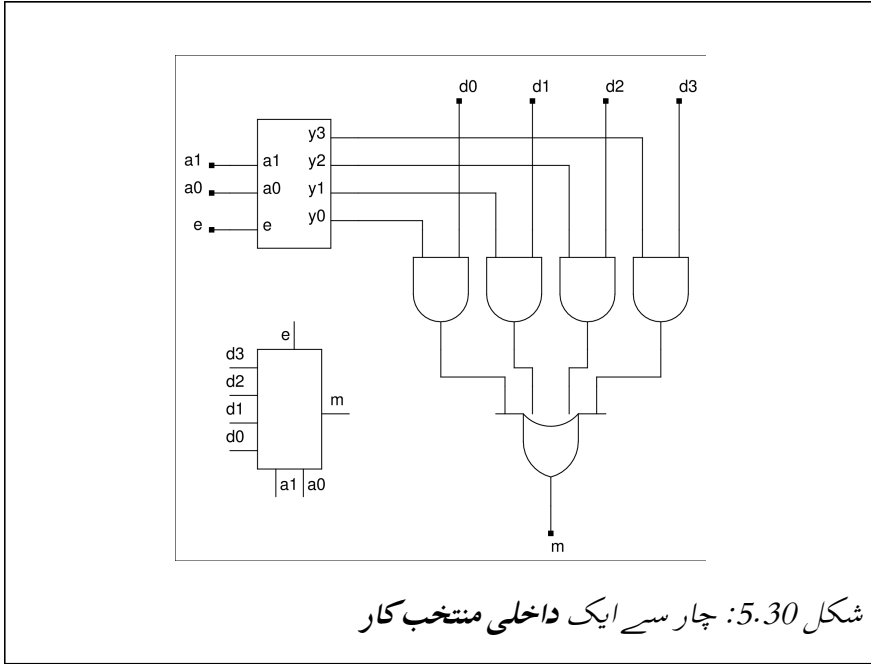 d0 d1 d2 d3
y3
a1 a1 y2
a0 a0 y1
y0
e e
e
d3
d2
m
d1
d0
a1 a0
m
شکل 5.30: چار سے ایک داخلی منتخب کار